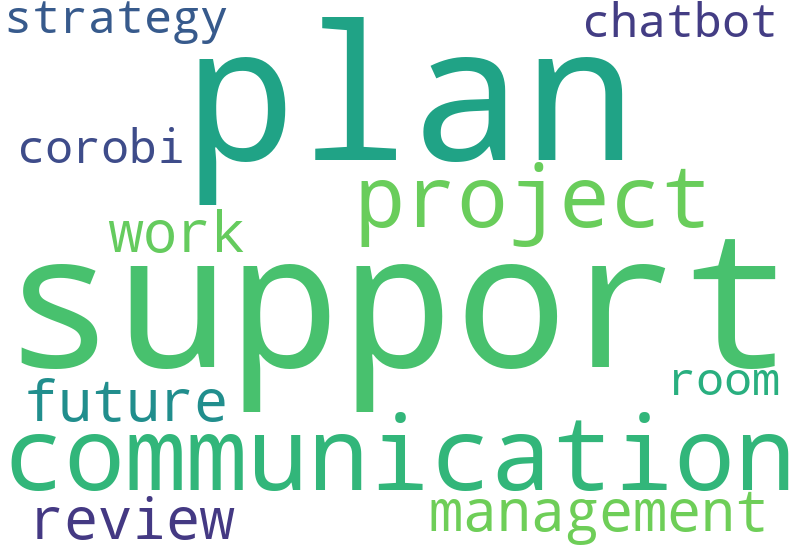 strategy
chatbot
plan
corobi
project
work
support
room
future
communication
review
management